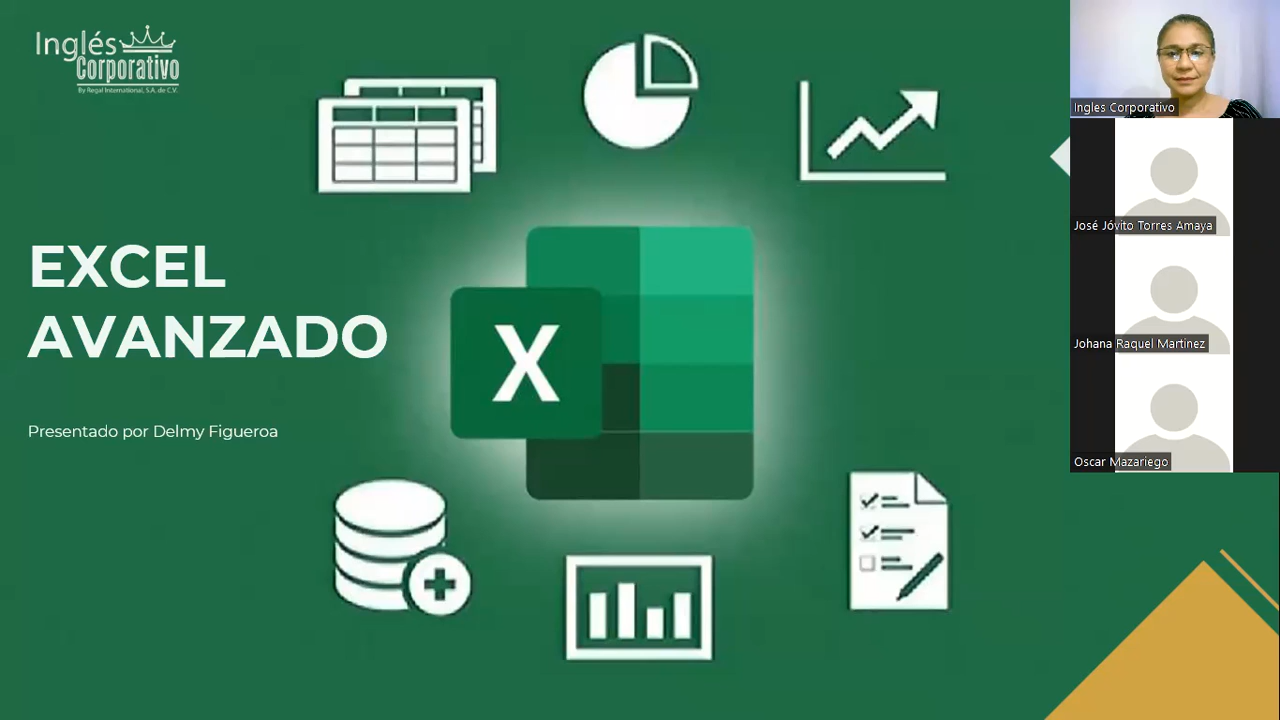 Inglés
Corporativo
By Regal International, S.A. de C.V.
EXCEL
AVANZADO
Presentado por Delmy Figueroa
X
Ingles Corporativo
José Jóvito Torres Amaya
Johana Raquel Martinez
Oscar Mazariego